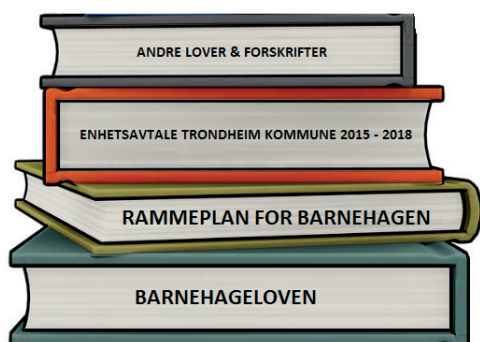 ANDRE LOVER & FORSKRIFTER
ENHETSAVTALE TRONDHEIM KOMMUNE 2015 - 2018
RAMMEPLAN FOR BARNEHAGEN
BARNEHAGELOVEN